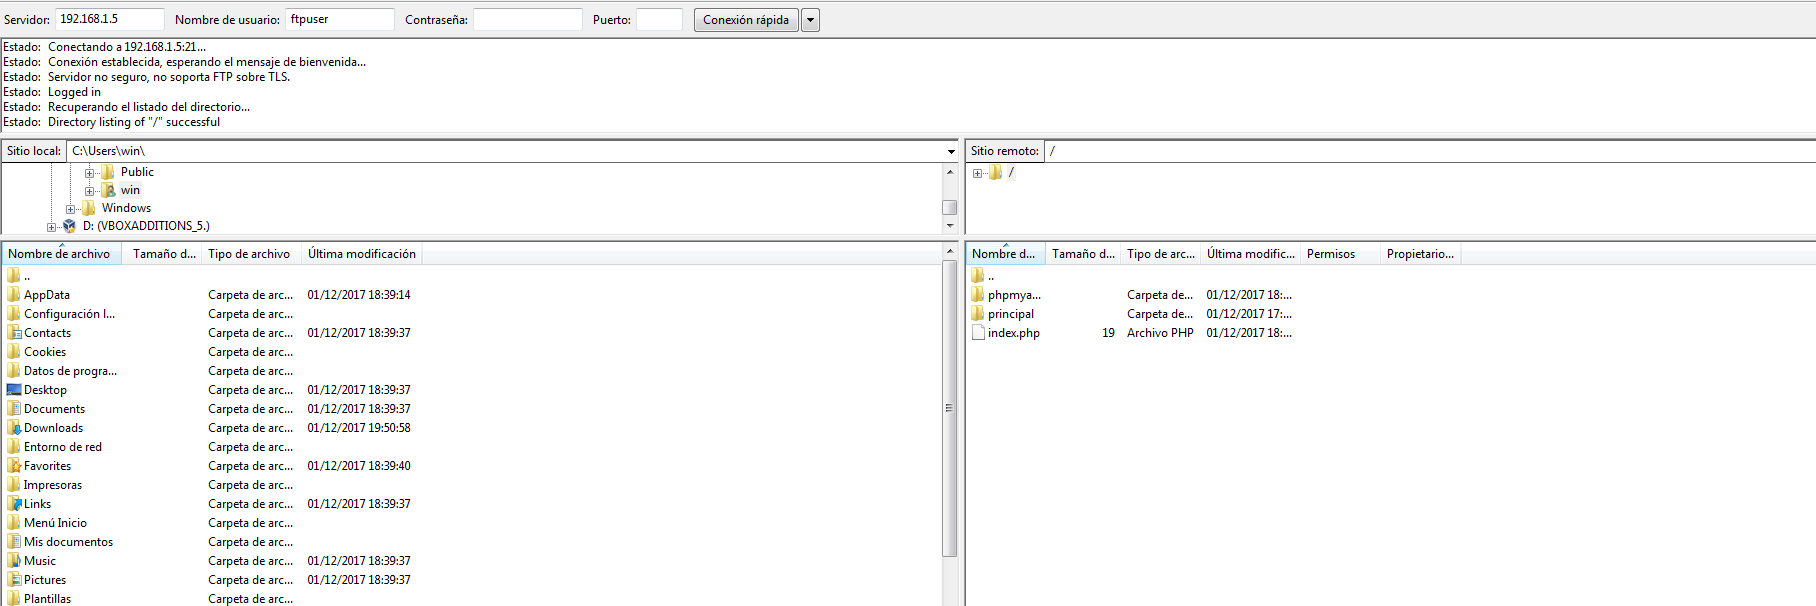 Servidor: 192.168.1.5 Nombre de usuario: ftpuser Contraseña: Puerto: Conexión rápida
Estado: Conectando a 192.168.1.5:21...
Estado: Conexión establecida, esperando el mensaje de bienvenida...
Estado: Servidor no seguro, no soporta FTP sobre TLS.
Estado: Logged in
Estado: Recuperando el listado del directorio...
Estado: Directory listing of "/" successful
Sitio local: C:\Users\win\
Public
win
Windows
D: (VBOXADDITIONS_5.)
Nombre de archivo Tamaño d... Tipo de archivo Última modificación
..
AppData Carpeta de arc... 01/12/2017 18:39:14
Configuración l... Carpeta de arc...
Contacts Carpeta de arc... 01/12/2017 18:39:37
Cookies Carpeta de arc...
Datos de progra... Carpeta de arc...
Desktop Carpeta de arc... 01/12/2017 18:39:37
Documents Carpeta de arc... 01/12/2017 18:39:37
Downloads Carpeta de arc... 01/12/2017 19:50:58
Entorno de red Carpeta de arc...
Favorites Carpeta de arc... 01/12/2017 18:39:40
Impresoras Carpeta de arc...
Links Carpeta de arc... 01/12/2017 18:39:37
Menú Inicio Carpeta de arc...
Mis documentos Carpeta de arc...
Music Carpeta de arc... 01/12/2017 18:39:37
Pictures Carpeta de arc... 01/12/2017 18:39:37
Plantillas Carpeta de arc...
Sitio remoto: /
/
Nombre d... Tamaño d... Tipo de arc... Última modific... Permisos Propietario...
..
phpmya... Carpeta de... 01/12/2017 18:...
principal Carpeta de... 01/12/2017 17:...
index.php 19 Archivo PHP 01/12/2017 18:...